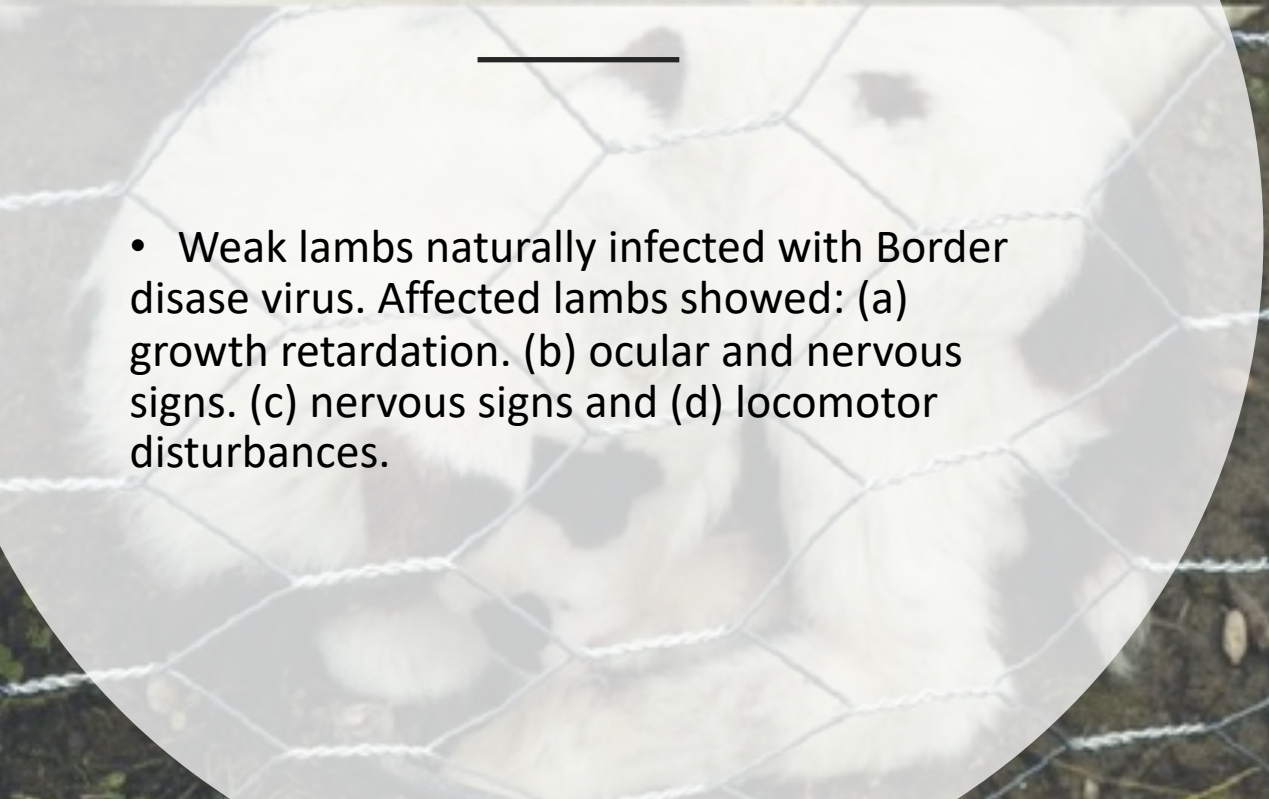 • Weak lambs naturally infected with Border
disase virus. Affected lambs showed: (a)
growth retardation. (b) ocular and nervous
signs. (c) nervous signs and (d) locomotor
disturbances.